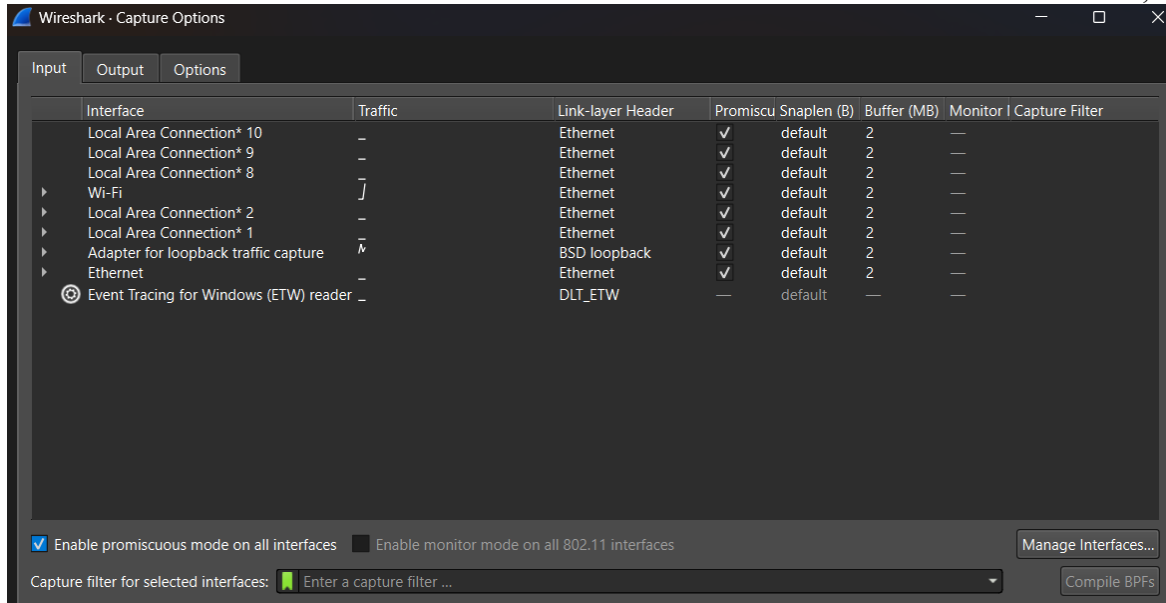 Wireshark · Capture Options
Input Output Options
Interface Traffic Link-layer Header Promiscu Snaplen (B) Buffer (MB) Monitor I Capture Filter
Local Area Connection* 10 _ Ethernet default 2 —
Local Area Connection* 9 _ Ethernet default 2 —
Local Area Connection* 8 _ Ethernet default 2 —
Wi-Fi Ethernet default 2 —
Local Area Connection* 2 _ Ethernet default 2 —
Local Area Connection* 1 _ Ethernet default 2 —
Adapter for loopback traffic capture BSD loopback default 2 —
Ethernet _ Ethernet default 2 —
Event Tracing for Windows (ETW) reader _ DLT_ETW — default — —
Enable promiscuous mode on all interfaces Enable monitor mode on all 802.11 interfaces Manage Interfaces...
Capture filter for selected interfaces: Enter a capture filter ... Compile BPFs